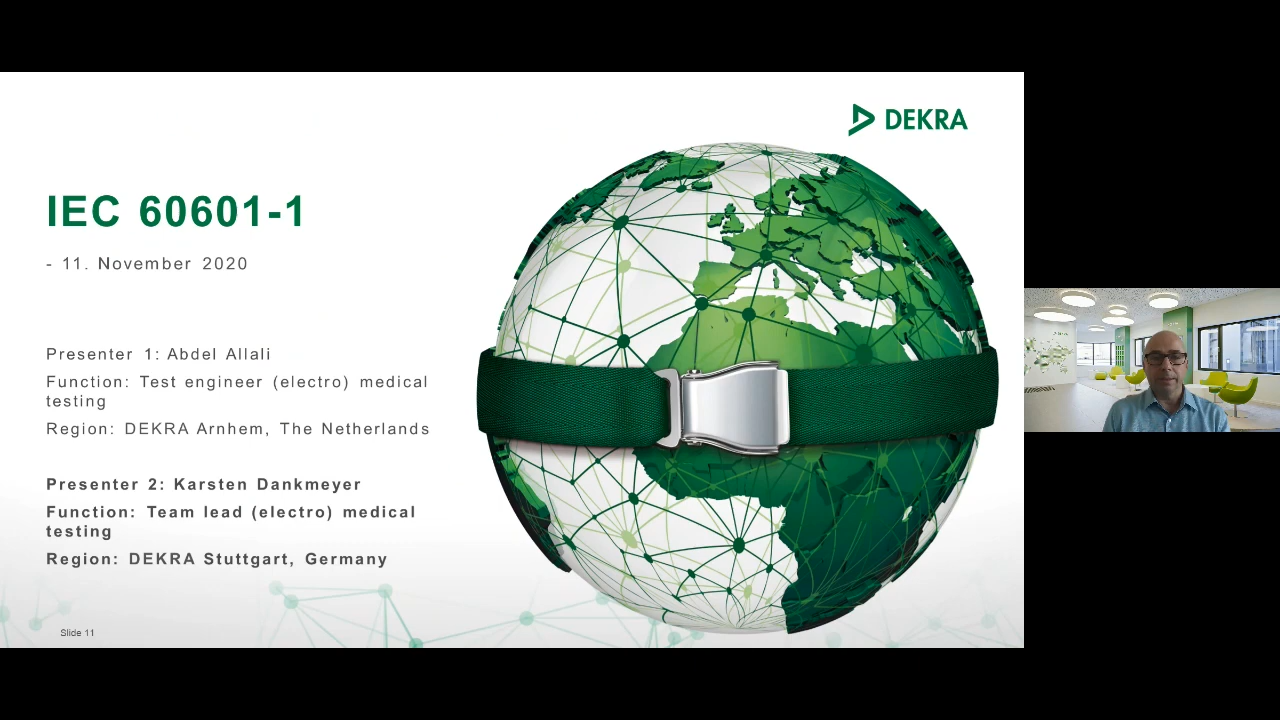 DEKRA
IEC 60601-1
- 11. November 2020
Presenter 1: Abdel Allali
Function: Test engineer (electro) medical
testing
Region: DEKRA Arnhem, The Netherlands
Presenter 2: Karsten Dankmeyer
Function: Team lead (electro) medical
testing
Region: DEKRA Stuttgart, Germany
Slide 11